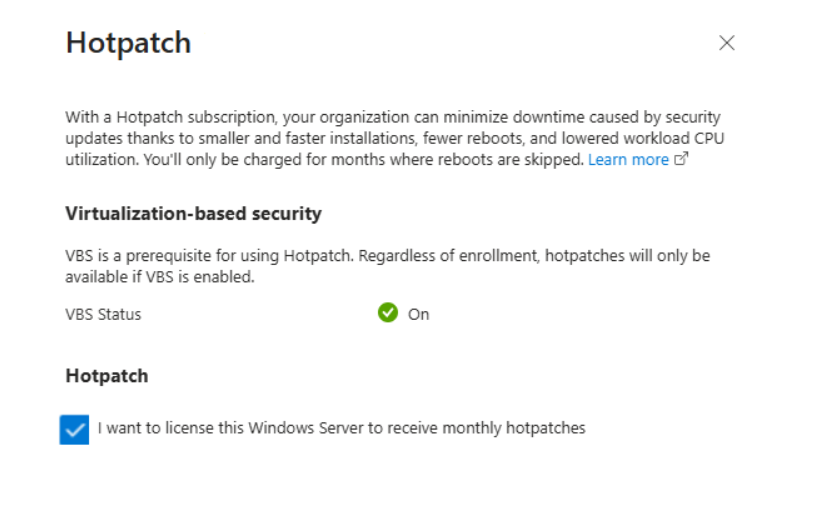 Hotpatch
With a Hotpatch subscription, your organization can minimize downtime caused by security
updates thanks to smaller and faster installations, fewer reboots, and lowered workload CPU
utilization. You'll only be charged for months where reboots are skipped. Learn more
Virtualization-based security
VBS is a prerequisite for using Hotpatch. Regardless of enrollment, hotpatches will only be
available if VBS is enabled.
VBS Status On
Hotpatch
I want to license this Windows Server to receive monthly hotpatches